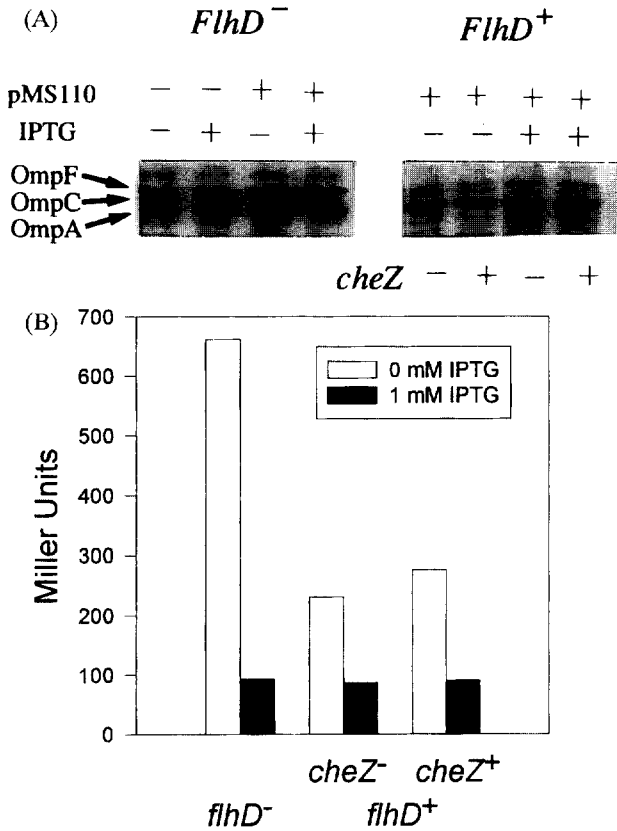 (A) FlhD⁻ FlhD⁺
pMS110 − − + + + + + +
IPTG − + − + − − + +
OmpF
OmpC
OmpA
cheZ − + − +
(B)
700
600
500
400
300
200
100
0
Miller Units
0 mM IPTG
1 mM IPTG
cheZ⁻ cheZ⁺
flhD⁻ flhD⁺